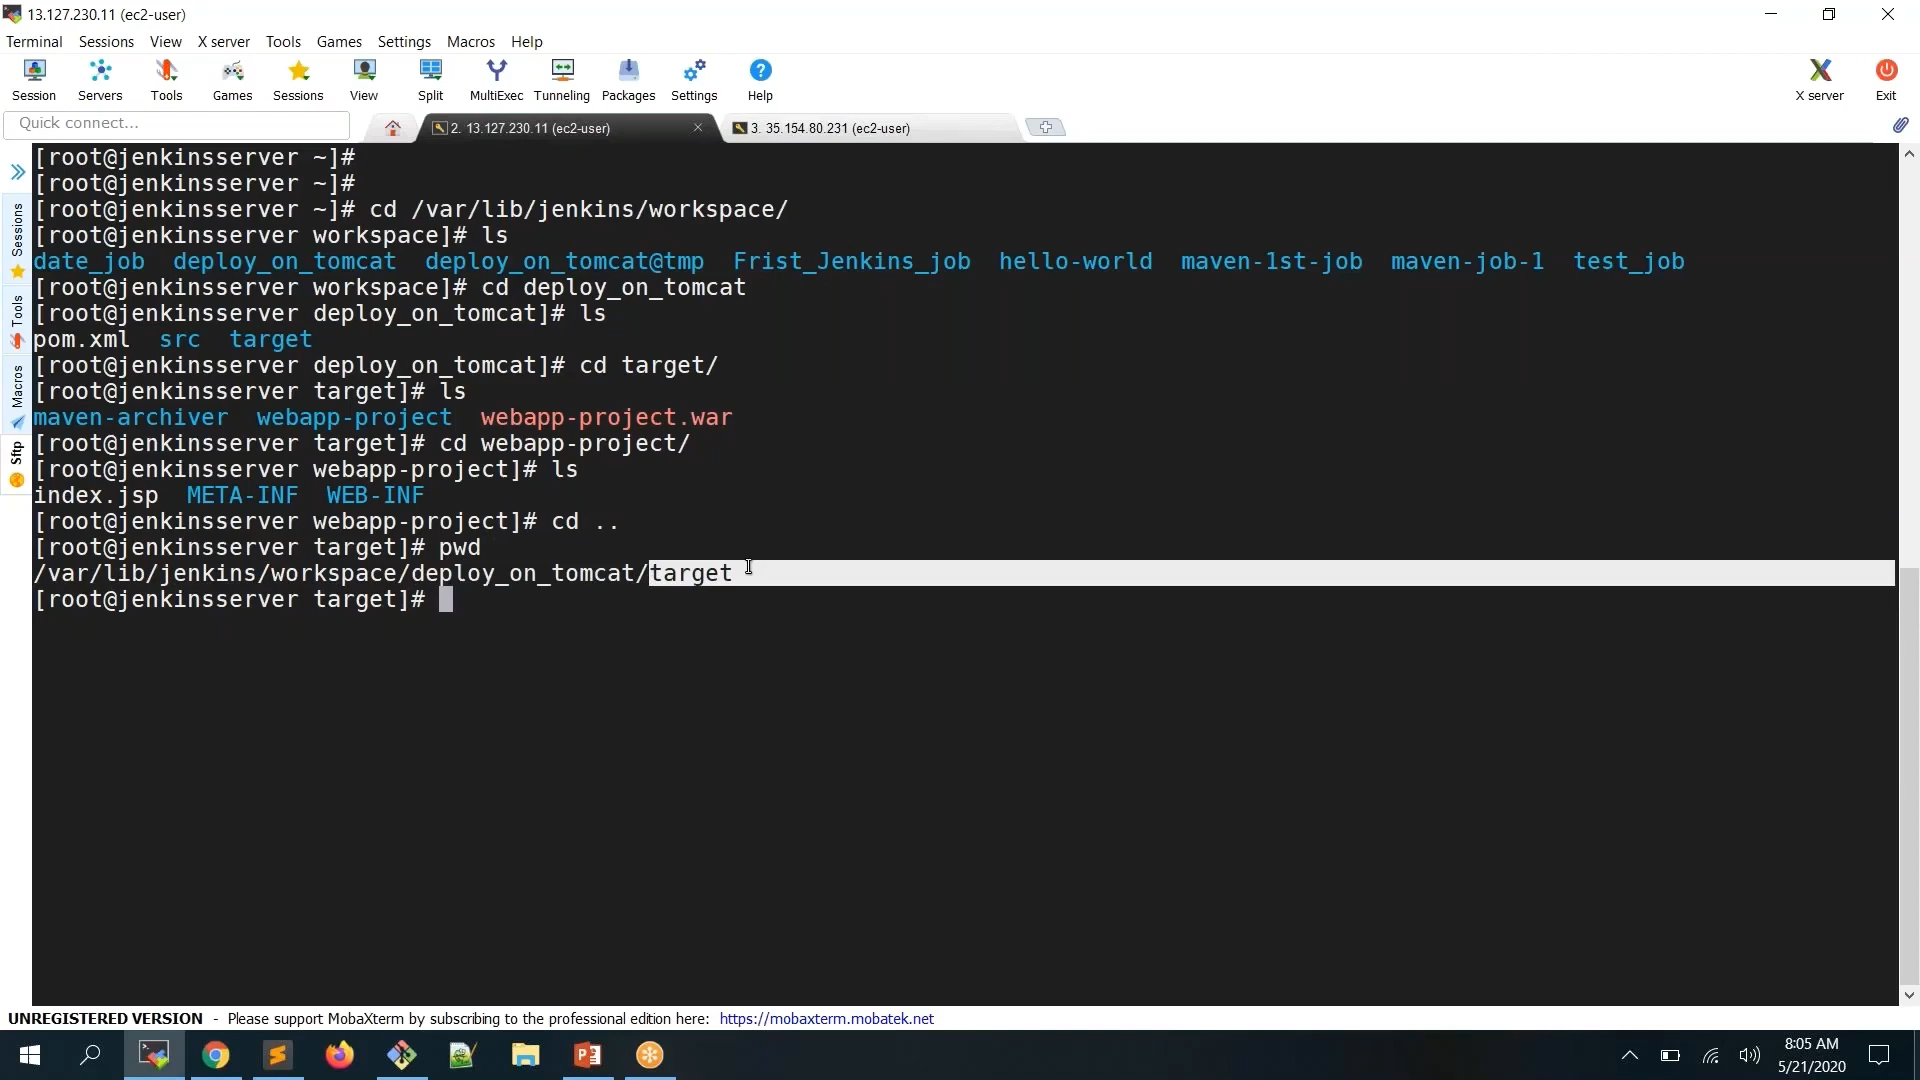 13.127.230.11 (ec2-user)
Terminal Sessions View X server Tools Games Settings Macros Help
Session Servers Tools Games Sessions View Split MultiExec Tunneling Packages Settings Help X server Exit
Quick connect... 2. 13.127.230.11 (ec2-user) 3. 35.154.80.231 (ec2-user)
Sessions
Tools
Macros
Sftp
[root@jenkinsserver ~]#
[root@jenkinsserver ~]#
[root@jenkinsserver ~]# cd /var/lib/jenkins/workspace/
[root@jenkinsserver workspace]# ls
date_job deploy_on_tomcat deploy_on_tomcat@tmp Frist_Jenkins_job hello-world maven-1st-job maven-job-1 test_job
[root@jenkinsserver workspace]# cd deploy_on_tomcat
[root@jenkinsserver deploy_on_tomcat]# ls
pom.xml src target
[root@jenkinsserver deploy_on_tomcat]# cd target/
[root@jenkinsserver target]# ls
maven-archiver webapp-project webapp-project.war
[root@jenkinsserver target]# cd webapp-project/
[root@jenkinsserver webapp-project]# ls
index.jsp META-INF WEB-INF
[root@jenkinsserver webapp-project]# cd ..
[root@jenkinsserver target]# pwd
/var/lib/jenkins/workspace/deploy_on_tomcat/target
[root@jenkinsserver target]#
UNREGISTERED VERSION - Please support MobaXterm by subscribing to the professional edition here: https://mobaxterm.mobatek.net
8:05 AM
5/21/2020